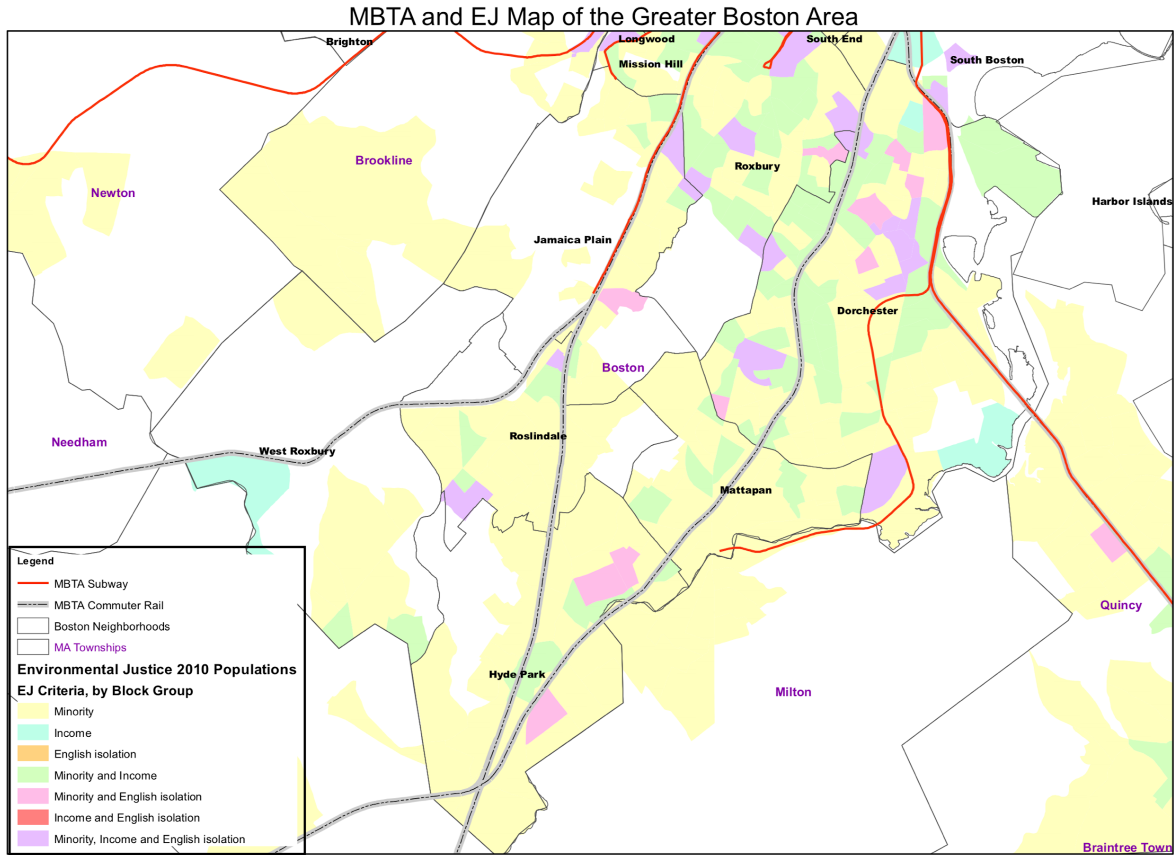 MBTA and EJ Map of the Greater Boston Area
Brighton
Longwood
South End
Mission Hill
South Boston
Brookline
Roxbury
Newton
Harbor Islands
Jamaica Plain
Dorchester
Boston
Needham
West Roxbury
Roslindale
Mattapan
Legend
MBTA Subway
MBTA Commuter Rail
Boston Neighborhoods
MA Townships
Environmental Justice 2010 Populations
EJ Criteria, by Block Group
Minority
Income
English isolation
Minority and Income
Minority and English isolation
Income and English isolation
Minority, Income and English isolation
Quincy
Hyde Park
Milton
Braintree Town